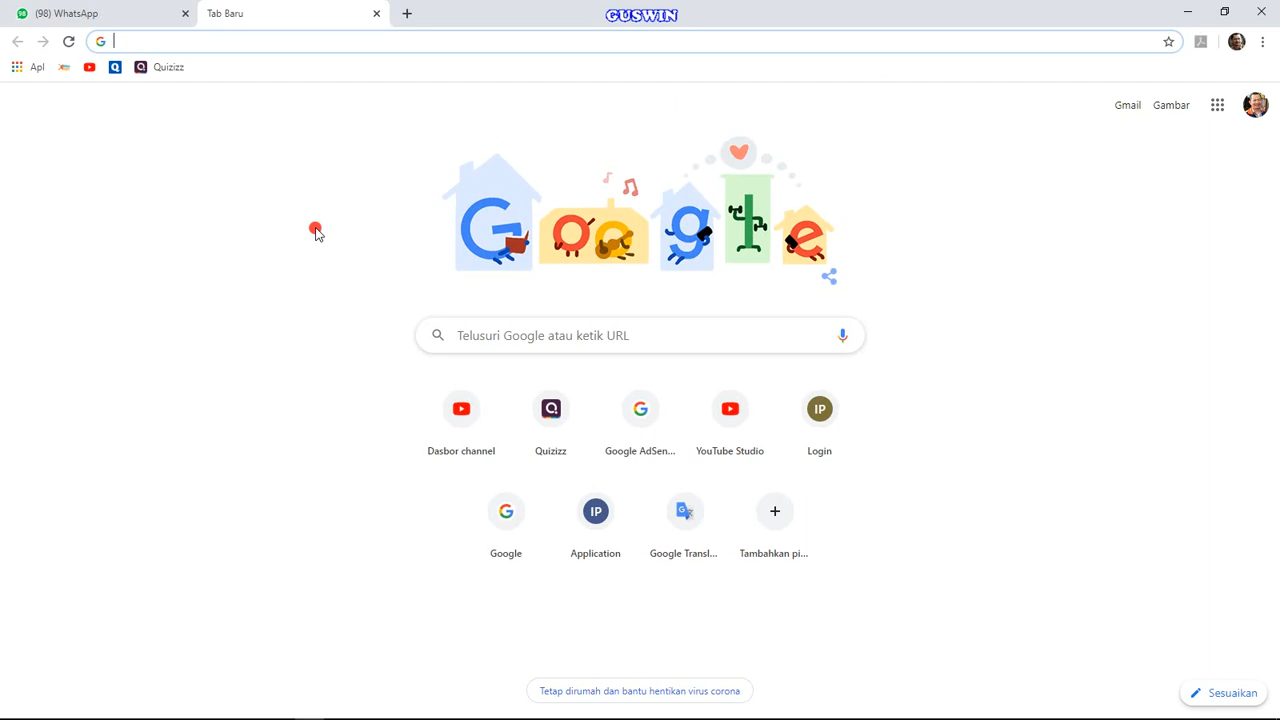 (98) WhatsApp
Tab Baru
GUSWIN
Apl
Quizizz
Gmail
Gambar
Google
Telusuri Google atau ketik URL
Dasbor channel
Quizizz
Google AdSen...
YouTube Studio
IP
Login
Google
IP
Application
Google Transl...
Tambahkan pi...
Tetap dirumah dan bantu hentikan virus corona
Sesuaikan